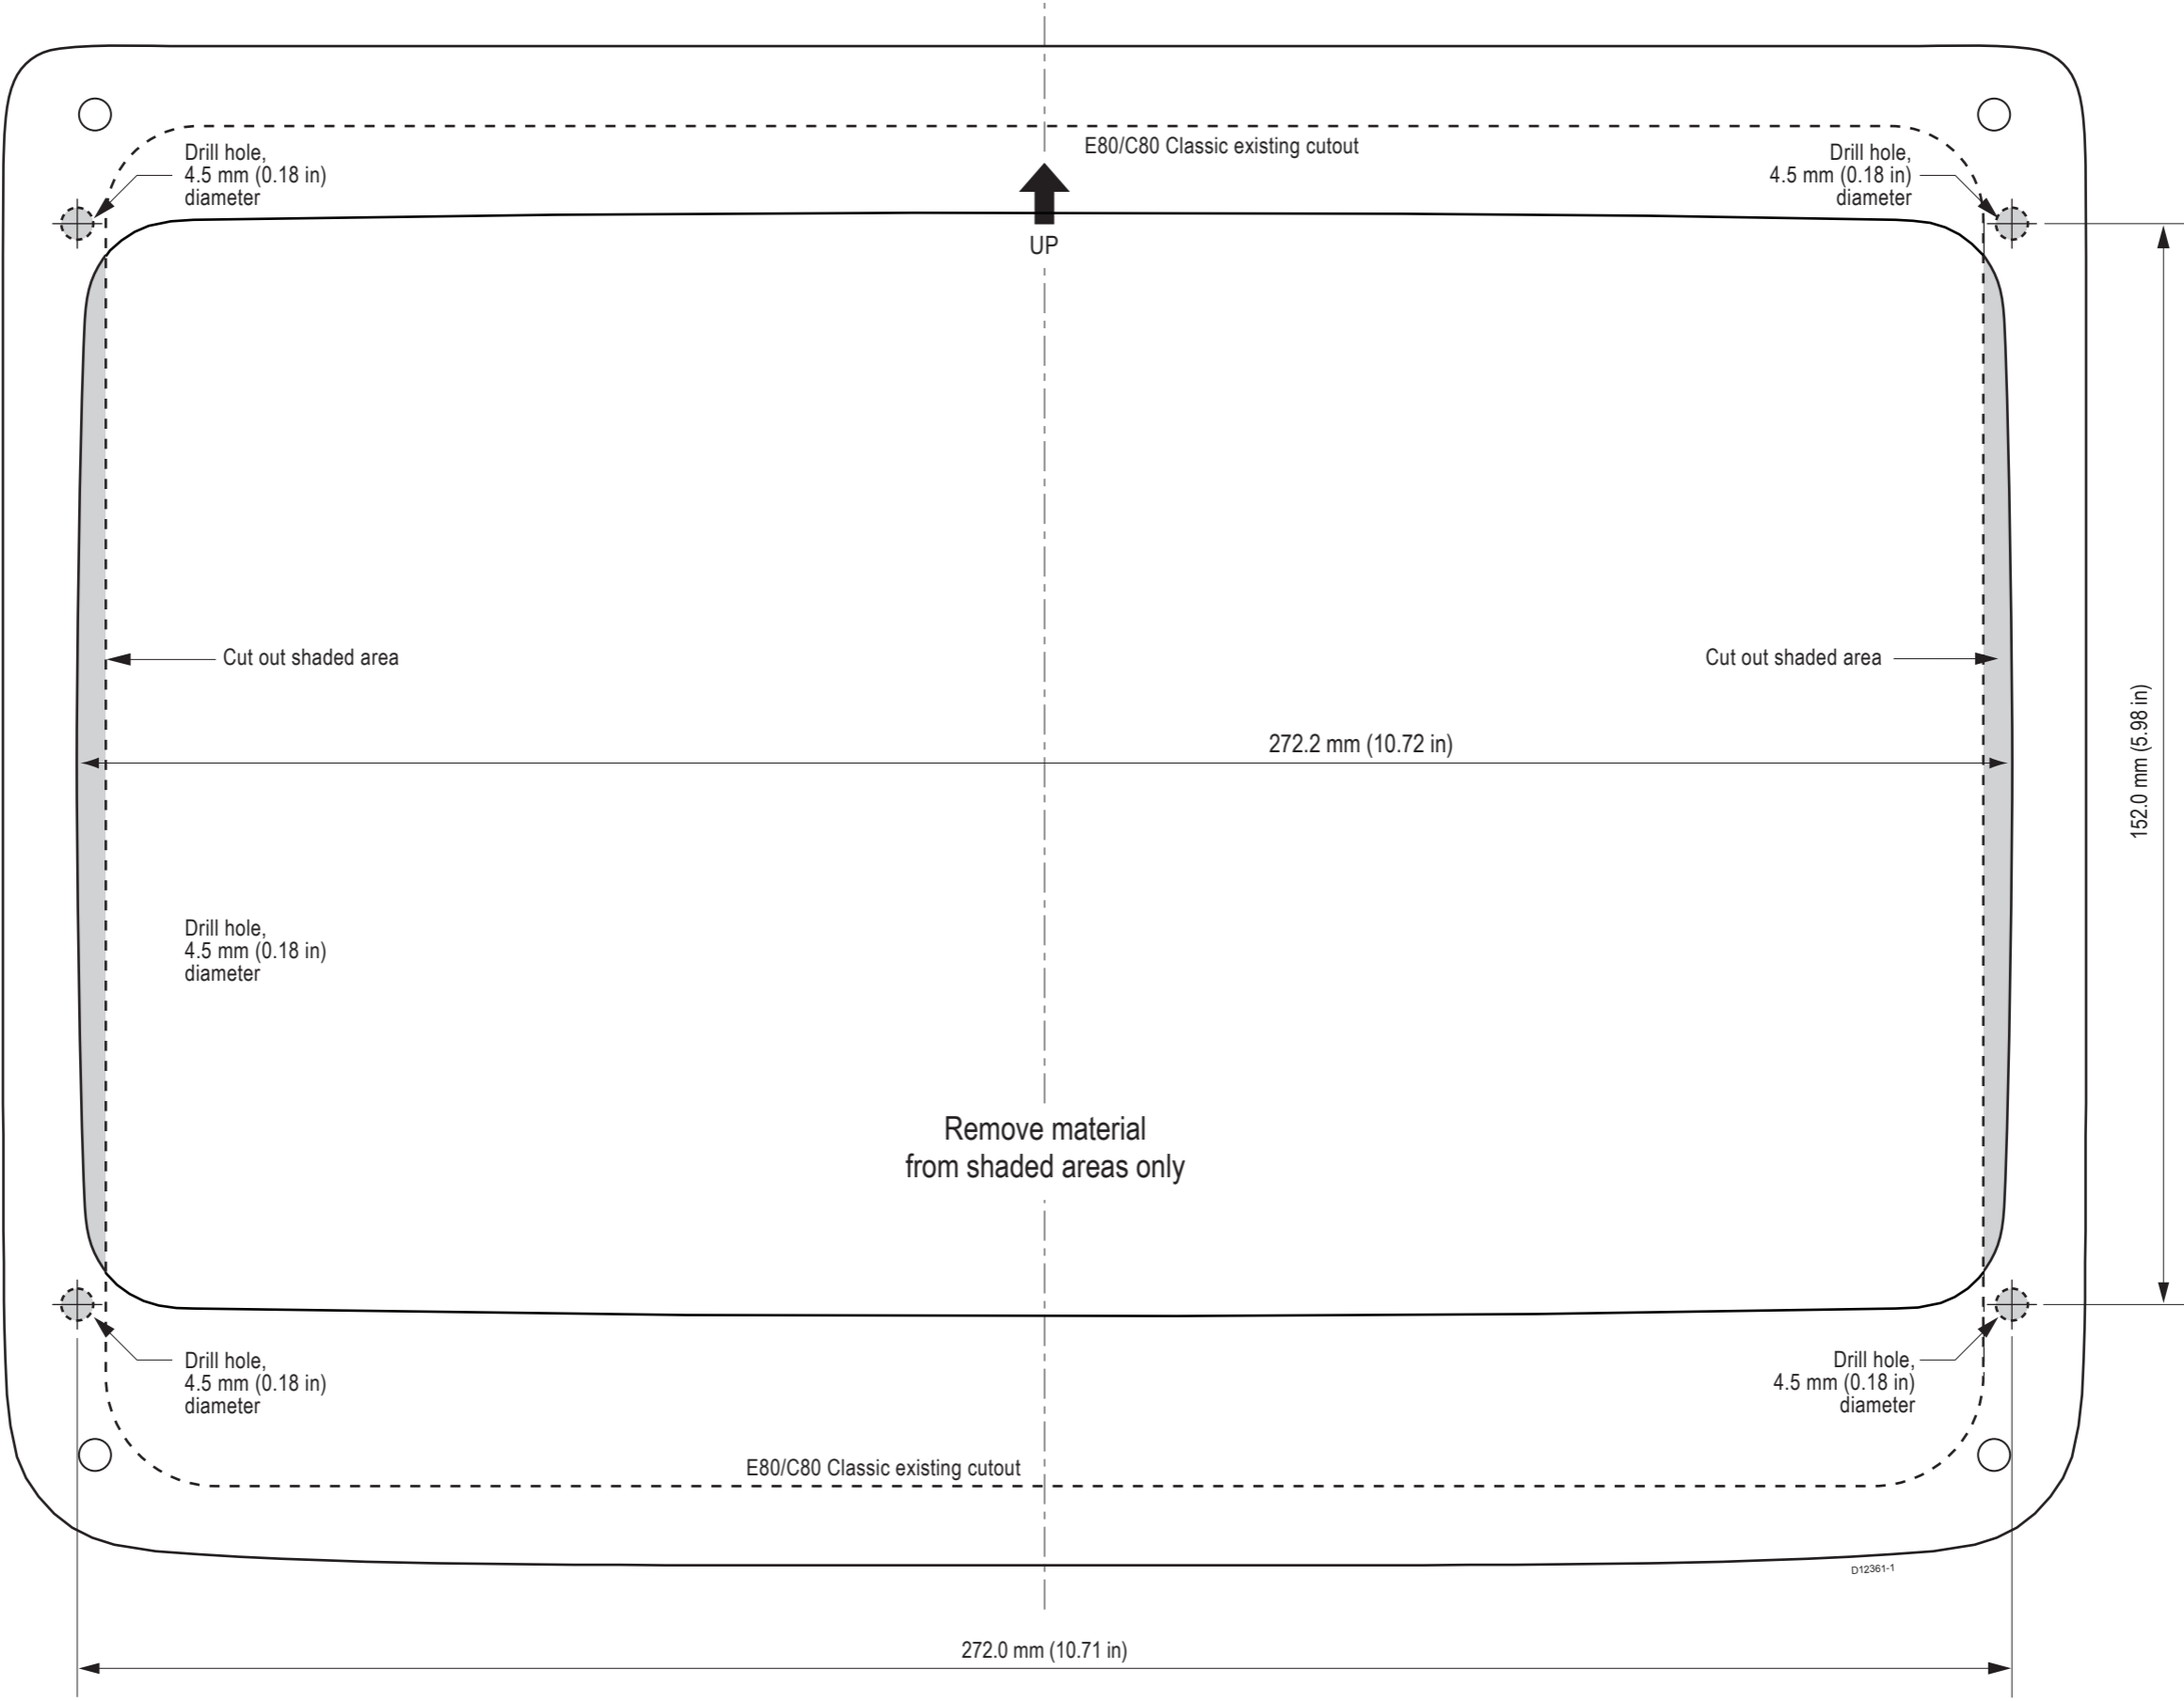 E80/C80 Classic existing cutout
Drill hole,
4.5 mm (0.18 in)
diameter
Drill hole,
4.5 mm (0.18 in)
diameter
UP
Cut out shaded area
Cut out shaded area
272.2 mm (10.72 in)
152.0 mm (5.98 in)
Drill hole,
4.5 mm (0.18 in)
diameter
Remove material
from shaded areas only
Drill hole,
4.5 mm (0.18 in)
diameter
Drill hole,
4.5 mm (0.18 in)
diameter
E80/C80 Classic existing cutout
D12361-1
272.0 mm (10.71 in)